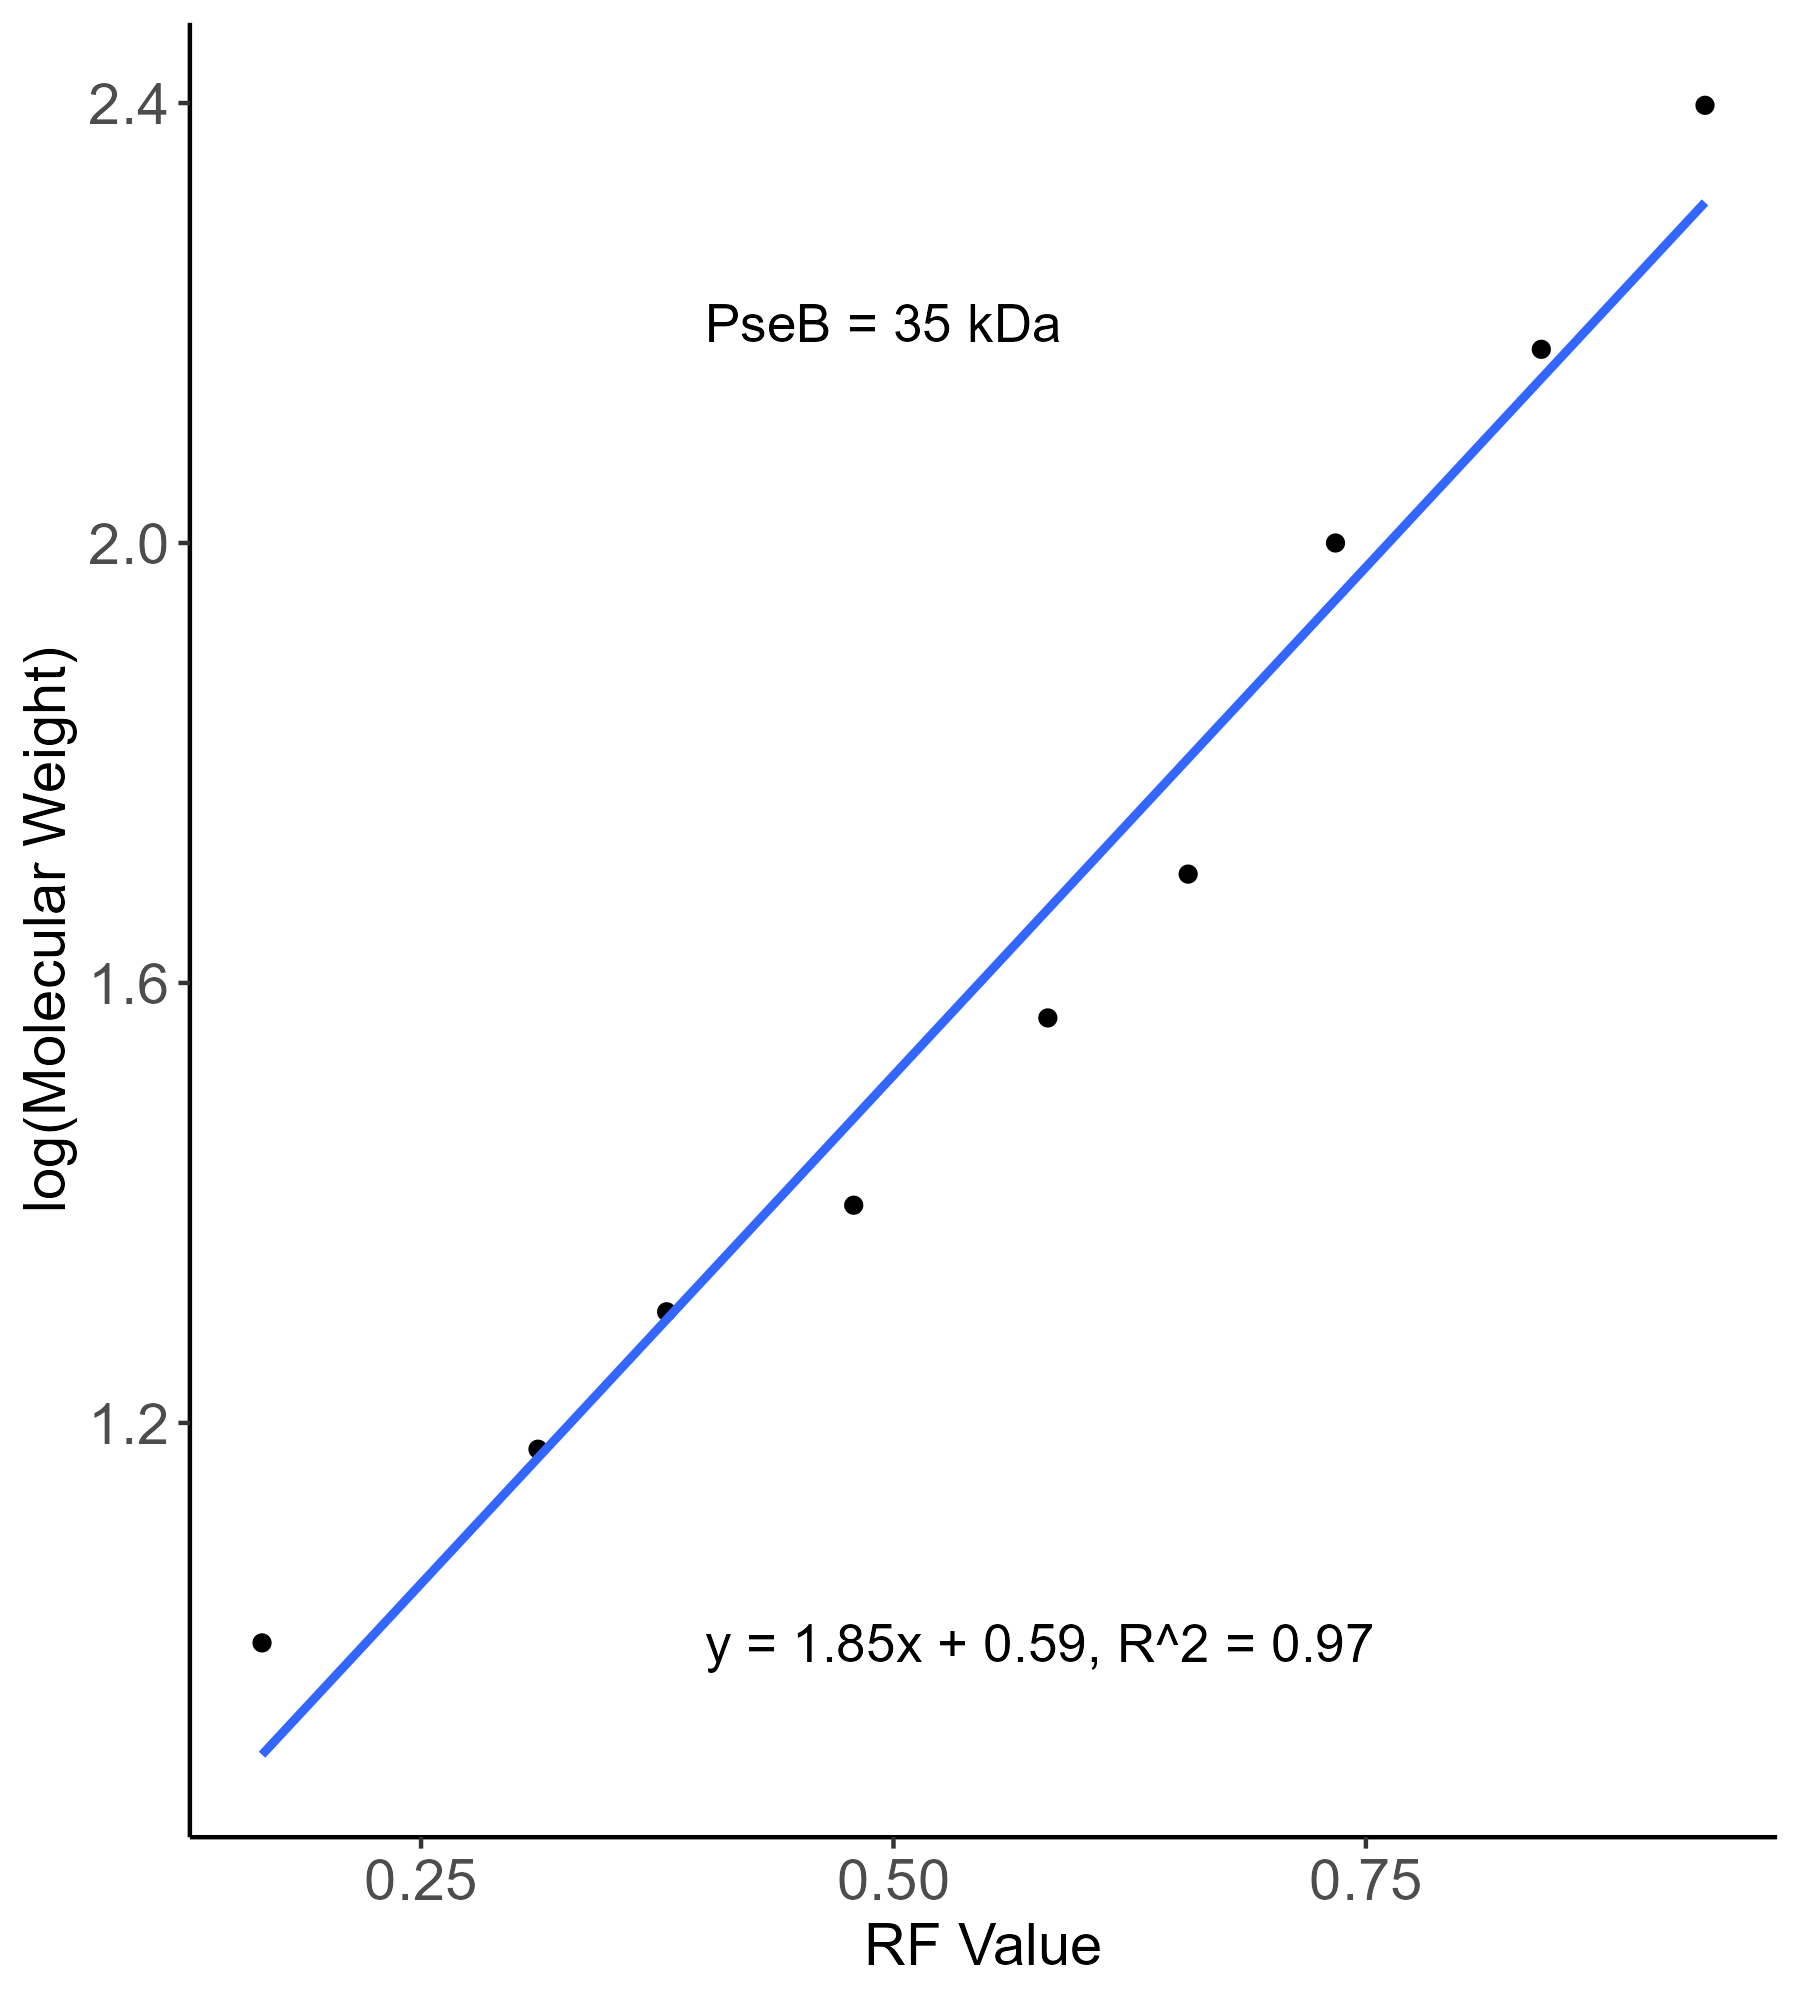 2.4
PseB = 35 kDa
2.0
log(Molecular Weight)
1.6
1.2
y = 1.85x + 0.59, R^2 = 0.97
0.25 0.50 0.75
RF Value